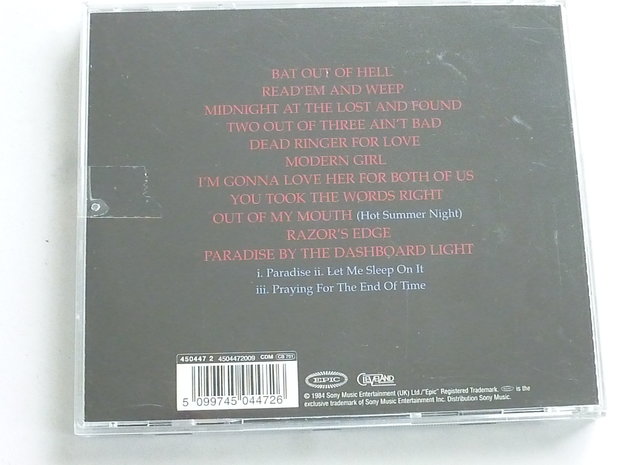 BAT OUT OF HELL
READ'EM AND WEEP
MIDNIGHT AT THE LOST AND FOUND
TWO OUT OF THREE AIN'T BAD
DEAD RINGER FOR LOVE
MODERN GIRL
I'M GONNA LOVE HER FOR BOTH OF US
YOU TOOK THE WORDS RIGHT
OUT OF MY MOUTH (Hot Summer Night)
RAZOR'S EDGE
PARADISE BY THE DASHBOARD LIGHT
i. Paradise ii. Let Me Sleep On It
iii. Praying For The End Of Time
450447 2 4504472009 CDM CB 791
5 099745 044726
EPIC
CLEVELAND
© 1984 Sony Music Entertainment (UK) Ltd./"Epic" Registered Trademark, EPIC is the
exclusive trademark of Sony Music Entertainment Inc. Distribution Sony Music.